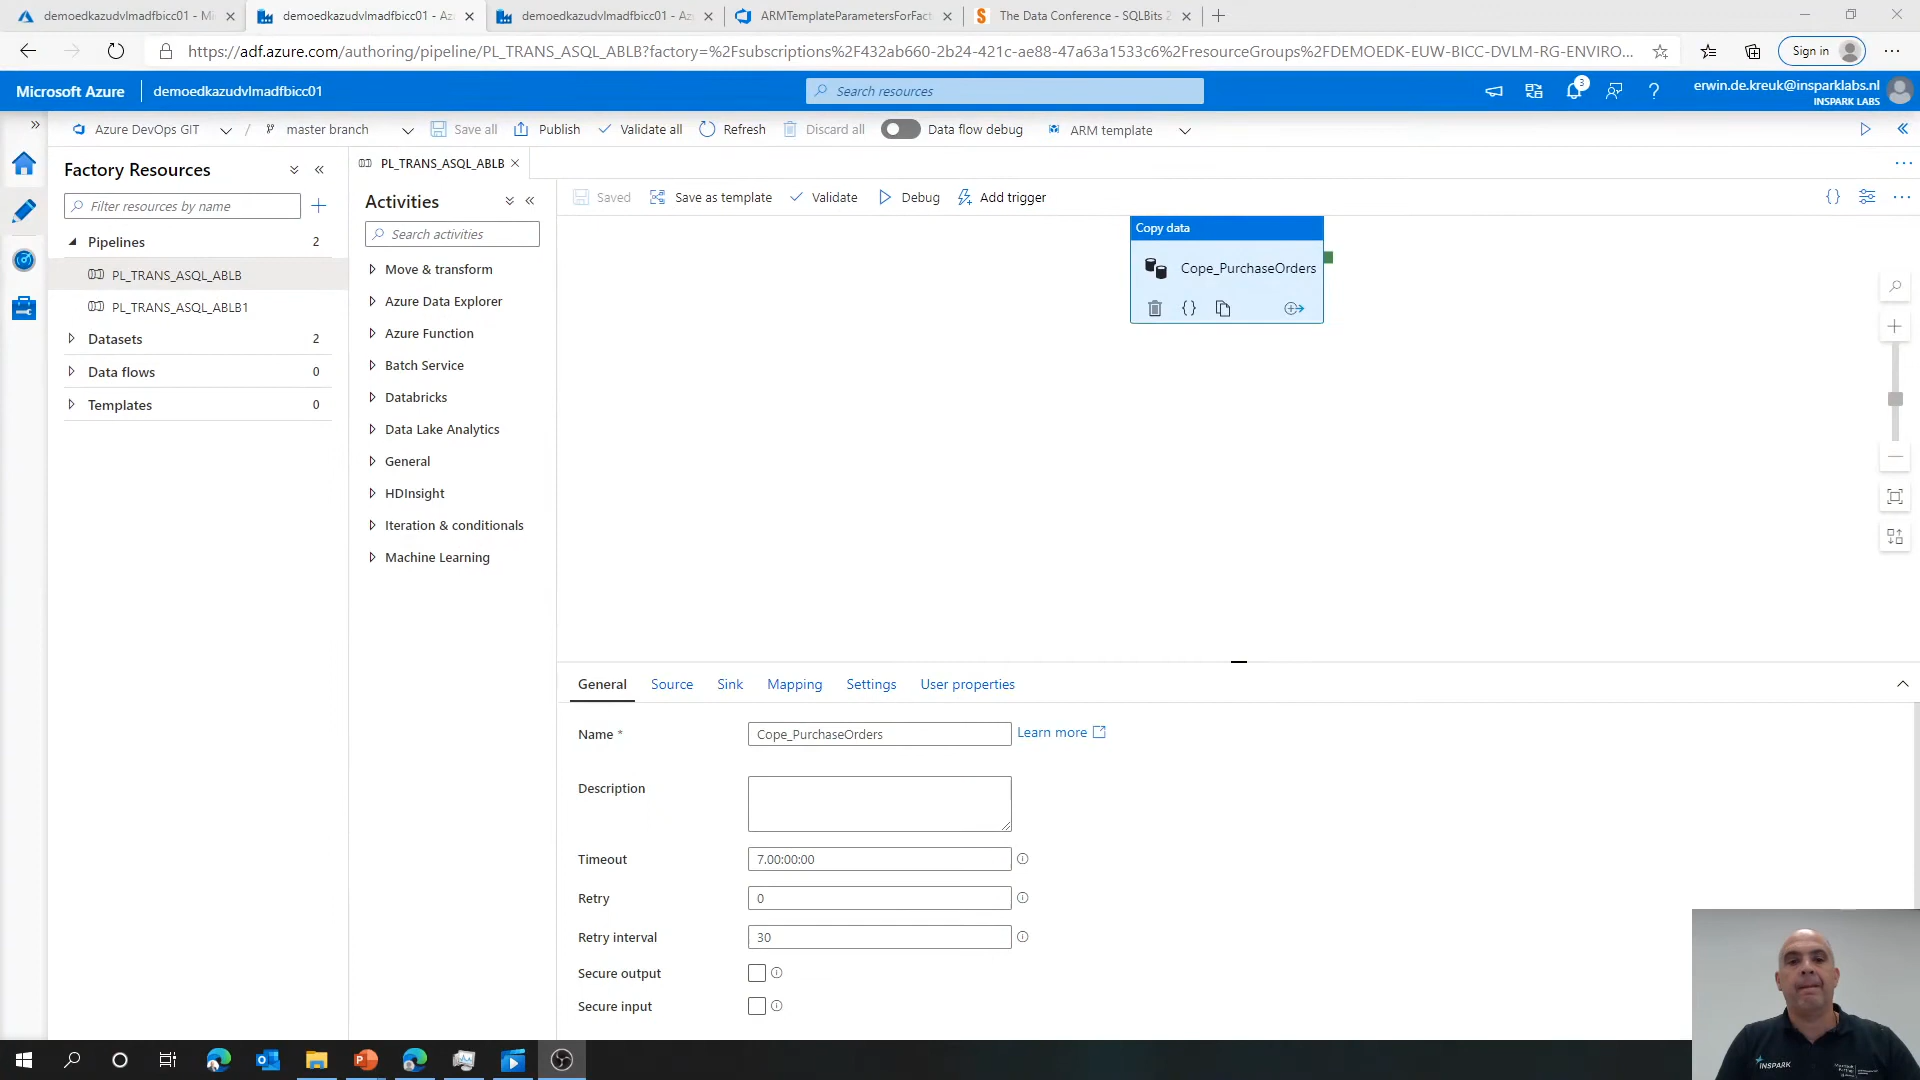 demoedkazudvlmadfbicc01 - Mi
demoedkazudvlmadfbicc01 - Az
demoedkazudvlmadfbicc01 - Az
ARMTemplateParametersForFact
The Data Conference - SQLBits 2
https://adf.azure.com/authoring/pipeline/PL_TRANS_ASQL_ABLB?factory=%2Fsubscriptions%2F432ab660-2b24-421c-ae88-47a63a1533c6%2FresourceGroups%2FDEMOEDK-EUW-BICC-DVLM-RG-ENVIRO...
Sign in
Microsoft Azure
demoedkazudvlmadfbicc01
Search resources
3
erwin.de.kreuk@insparklabs.nl
INSPARK LABS
Azure DevOps GIT
/
master branch
Save all
Publish
Validate all
Refresh
Discard all
Data flow debug
ARM template
Factory Resources
Filter resources by name
Pipelines 2
PL_TRANS_ASQL_ABLB
PL_TRANS_ASQL_ABLB1
Datasets 2
Data flows 0
Templates 0
PL_TRANS_ASQL_ABLB
Activities
Search activities
Move & transform
Azure Data Explorer
Azure Function
Batch Service
Databricks
Data Lake Analytics
General
HDInsight
Iteration & conditionals
Machine Learning
Saved
Save as template
Validate
Debug
Add trigger
Copy data
Cope_PurchaseOrders
General
Source
Sink
Mapping
Settings
User properties
Name *
Cope_PurchaseOrders
Learn more
Description
Timeout
7.00:00:00
Retry
0
Retry interval
30
Secure output
Secure input
INSPARK